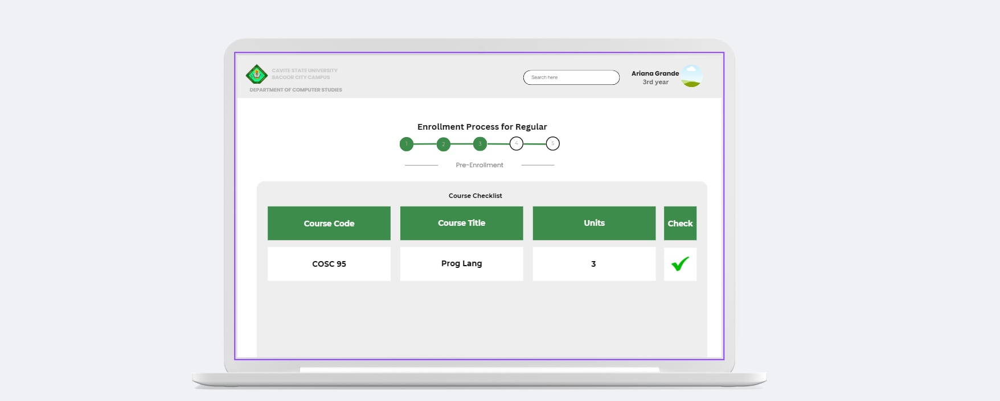 CAVITE STATE UNIVERSITY
BACOOR CITY CAMPUS
DEPARTMENT OF COMPUTER STUDIES
Search here
Ariana Grande
3rd year
Enrollment Process for Regular
1 2 3 4 5
Pre-Enrollment
Course Checklist
Course Code Course Title Units Check
COSC 95 Prog Lang 3